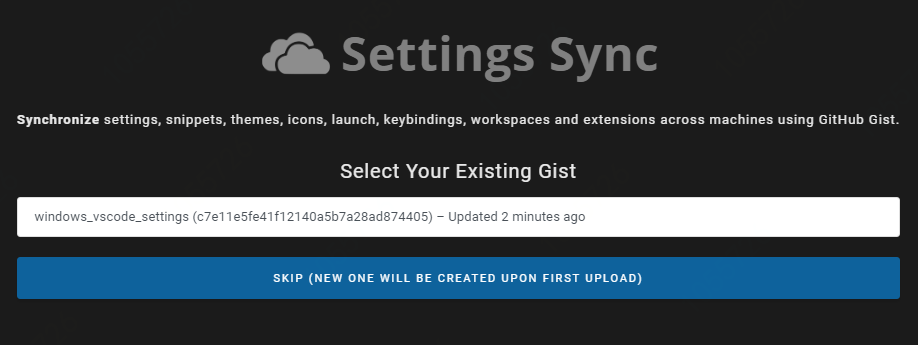 Settings Sync
Synchronize settings, snippets, themes, icons, launch, keybindings, workspaces and extensions across machines using GitHub Gist.
Select Your Existing Gist
windows_vscode_settings (c7e11e5fe41f12140a5b7a28ad874405) – Updated 2 minutes ago
SKIP (NEW ONE WILL BE CREATED UPON FIRST UPLOAD)